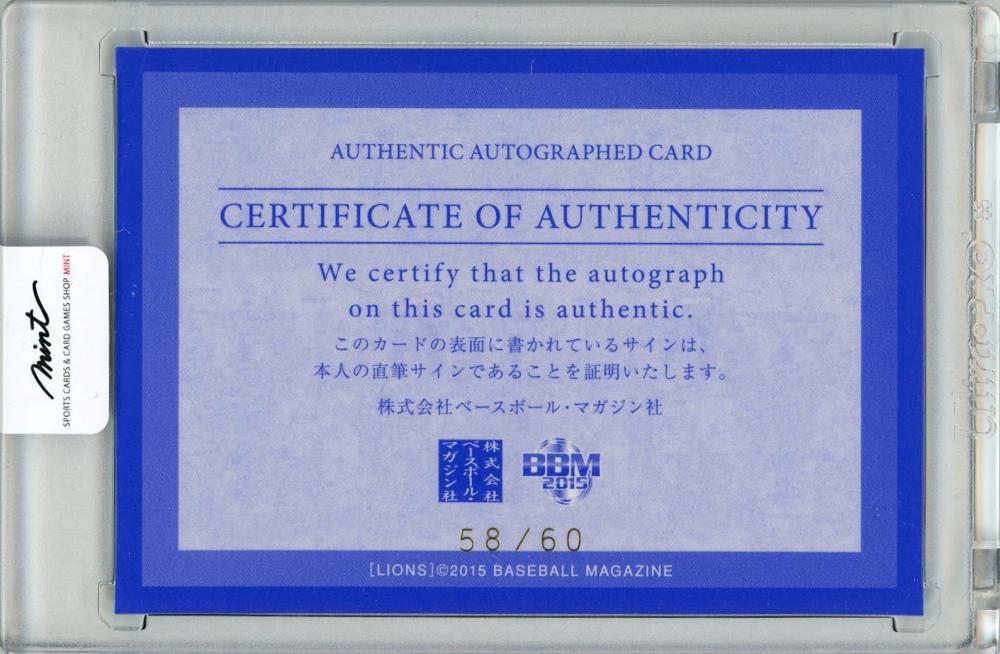 AUTHENTIC AUTOGRAPHED CARD
CERTIFICATE OF AUTHENTICITY
We certify that the autograph
on this card is authentic.
このカードの表面に書かれているサインは、
本人の直筆サインであることを証明いたします。
株式会社ベースボール・マガジン社
株式会社
ベースボール・
マガジン社
BBM
2015
58/60
[LIONS]©2015 BASEBALL MAGAZINE
mint
SPORTS CARDS & CARD GAMES SHOP MINT